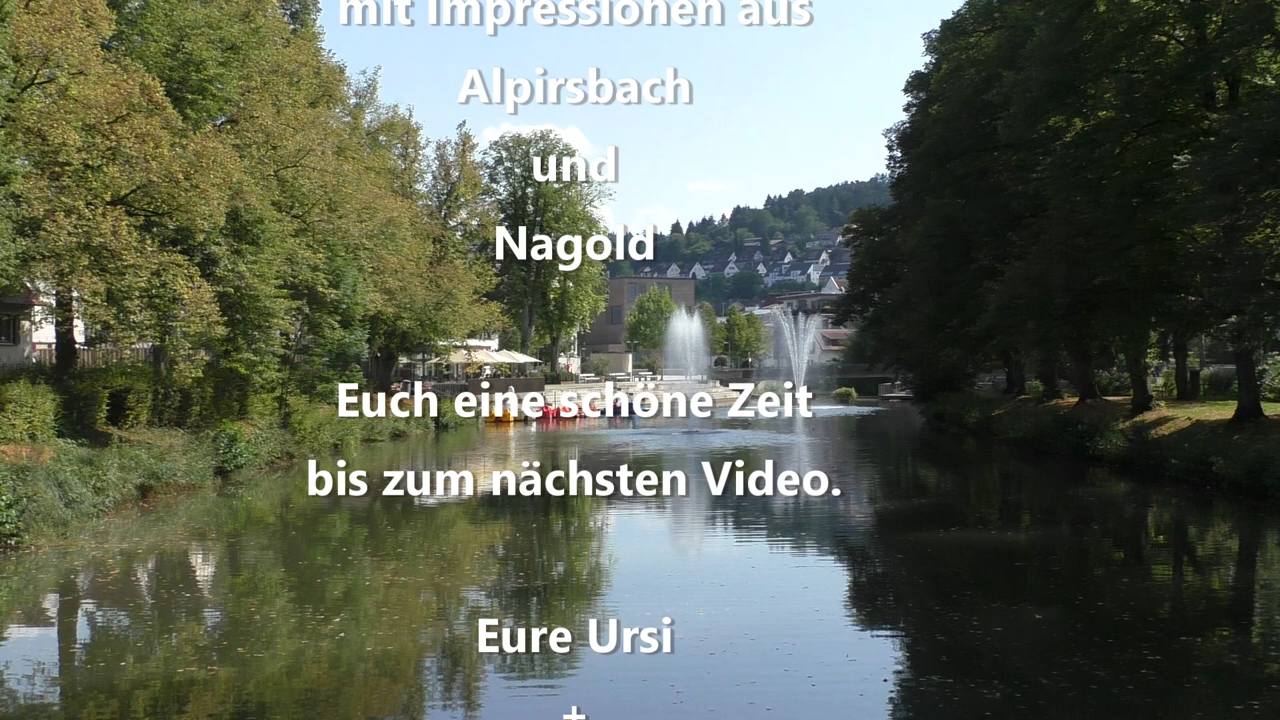 mit Impressionen aus
Alpirsbach
und
Nagold
Euch eine schöne Zeit
bis zum nächsten Video.
Eure Ursi
+